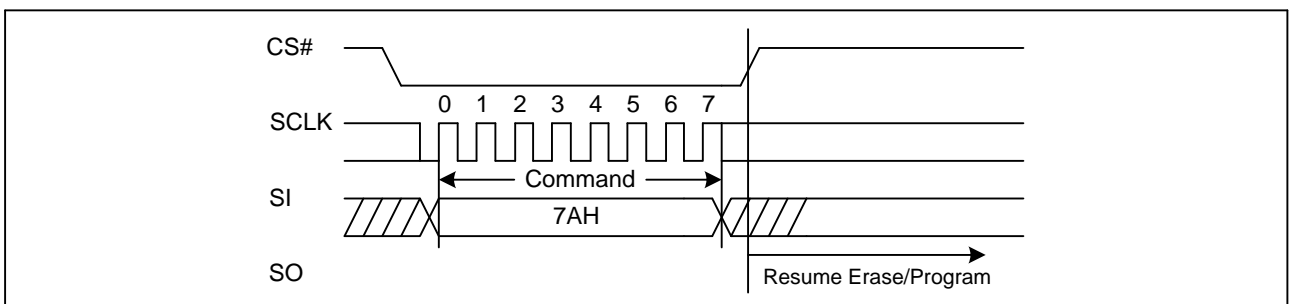 CS#
0 1 2 3 4 5 6 7
SCLK
Command
SI
7AH
SO
Resume Erase/Program